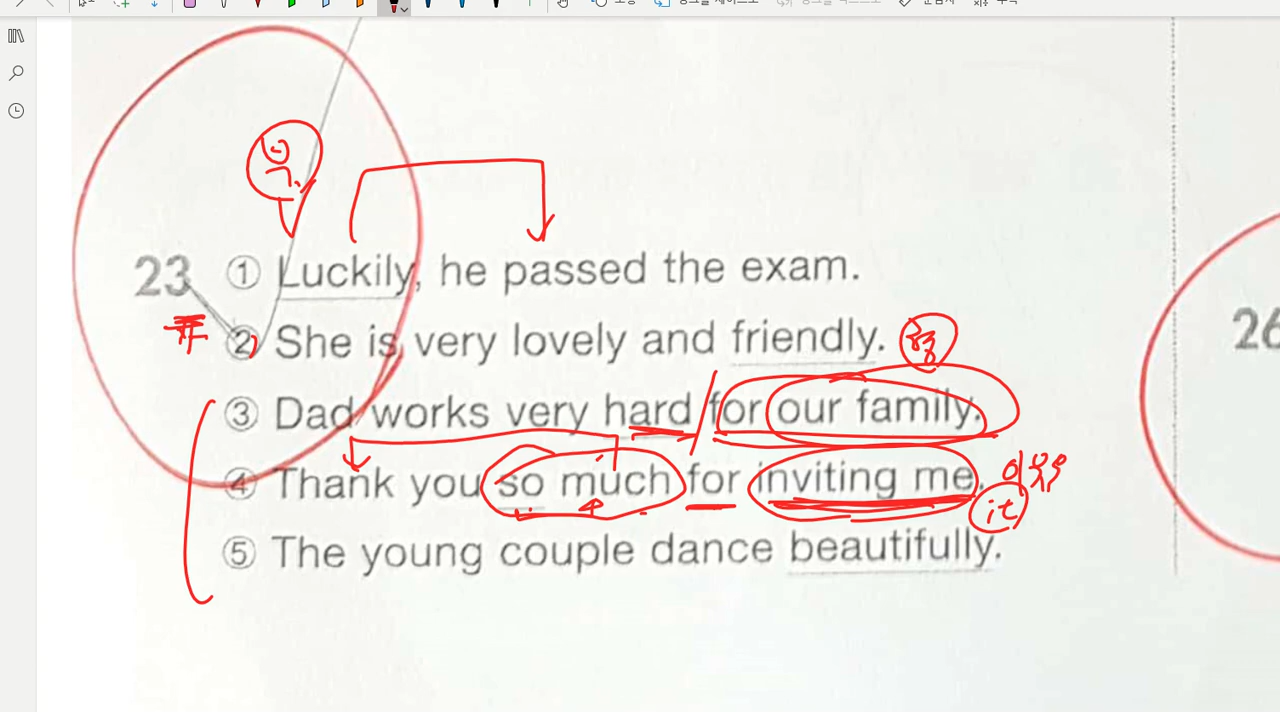 23 ① Luckily, he passed the exam.
② She is very lovely and friendly.
③ Dad works very hard for our family.
④ Thank you so much for inviting me.
it
⑤ The young couple dance beautifully.
26